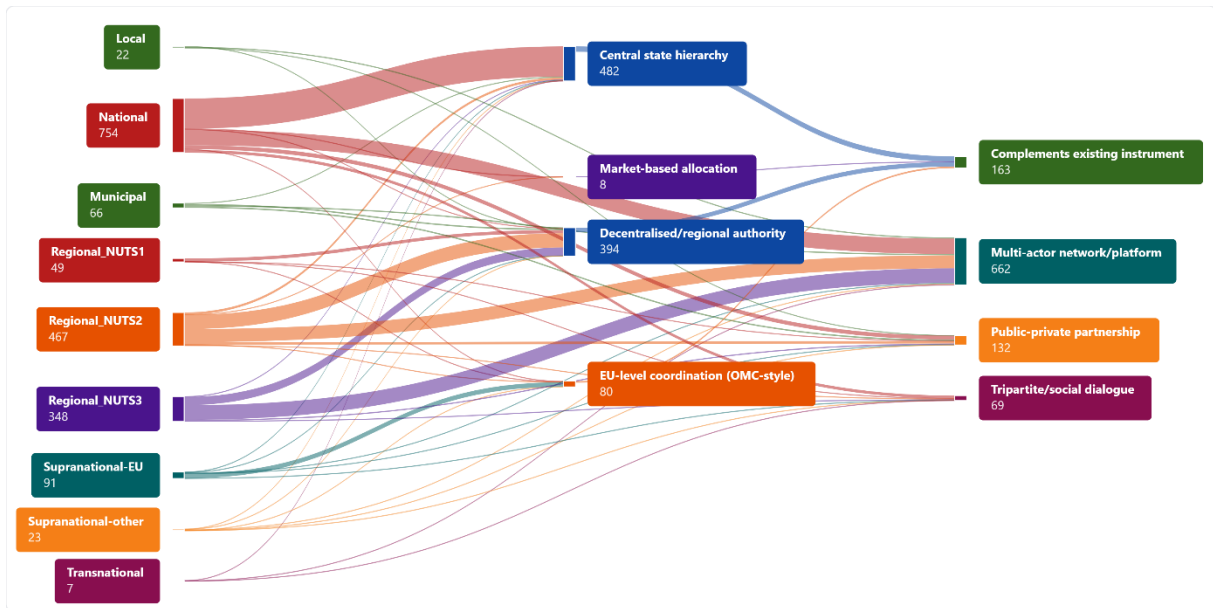 Local
22
National
754
Municipal
66
Regional_NUTS1
49
Regional_NUTS2
467
Regional_NUTS3
348
Supranational-EU
91
Supranational-other
23
Transnational
7
Central state hierarchy
482
Market-based allocation
8
Decentralised/regional authority
394
EU-level coordination (OMC-style)
80
Complements existing instrument
163
Multi-actor network/platform
662
Public-private partnership
132
Tripartite/social dialogue
69